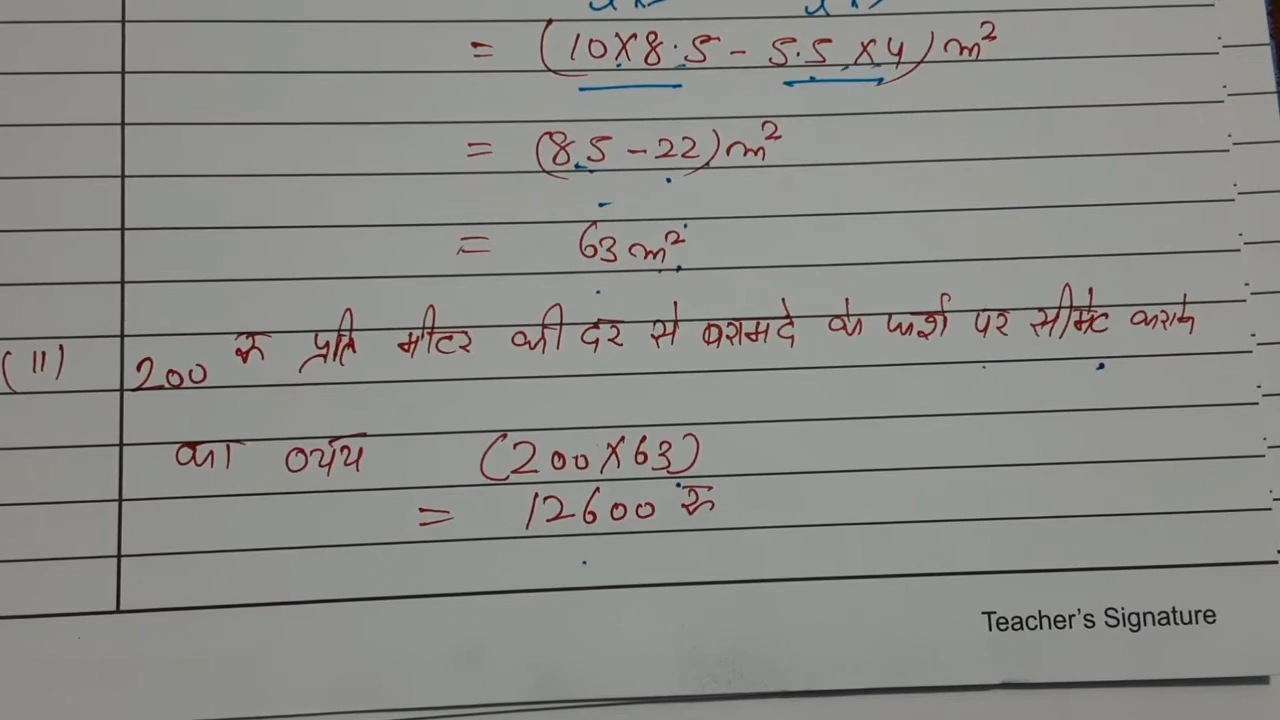 = (10×8.5 - 5.5×4) m²
= (85 - 22) m²
= 63 m²
(11) 200 रु प्रति मीटर की दर से बरामदे के फर्श पर सीमेंट कराने
का व्यय (200×63)
= 12600 रु
Teacher's Signature